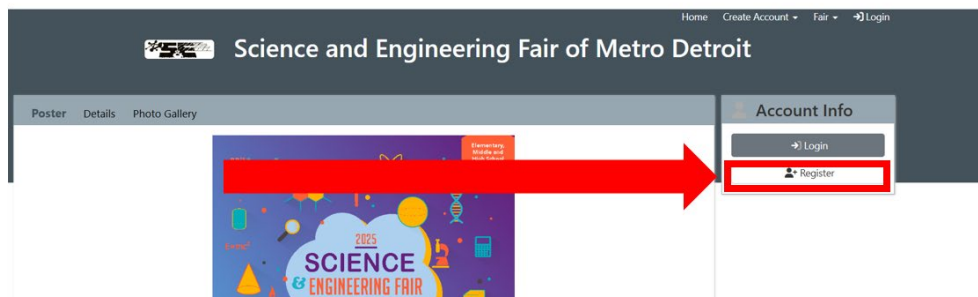 Home Create Account Fair Login
Science and Engineering Fair of Metro Detroit
Poster Details Photo Gallery
Account Info
Login
Register
Elementary,
Middle and
High School
2025
SCIENCE
& ENGINEERING FAIR